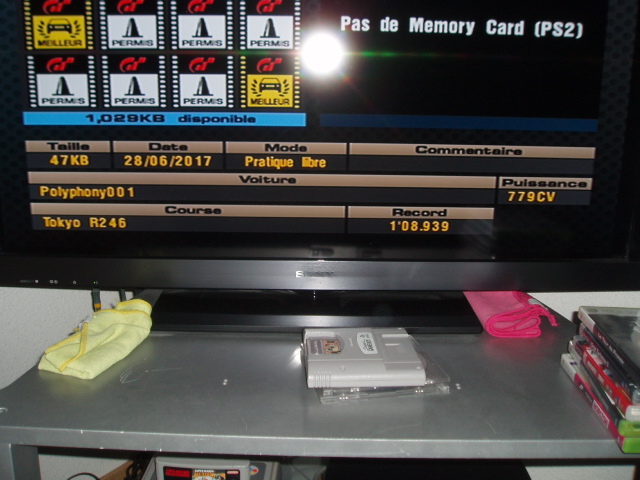 Pas de Memory Card (PS2)
MEILLEUR PERMIS PERMIS PERMIS
PERMIS PERMIS PERMIS MEILLEUR
1,029KB disponible
Taille Date Mode Commentaire
47KB 28/06/2017 Pratique libre
Voiture Puissance
Polyphony001 779CV
Course Record
Tokyo R246 1'08.939